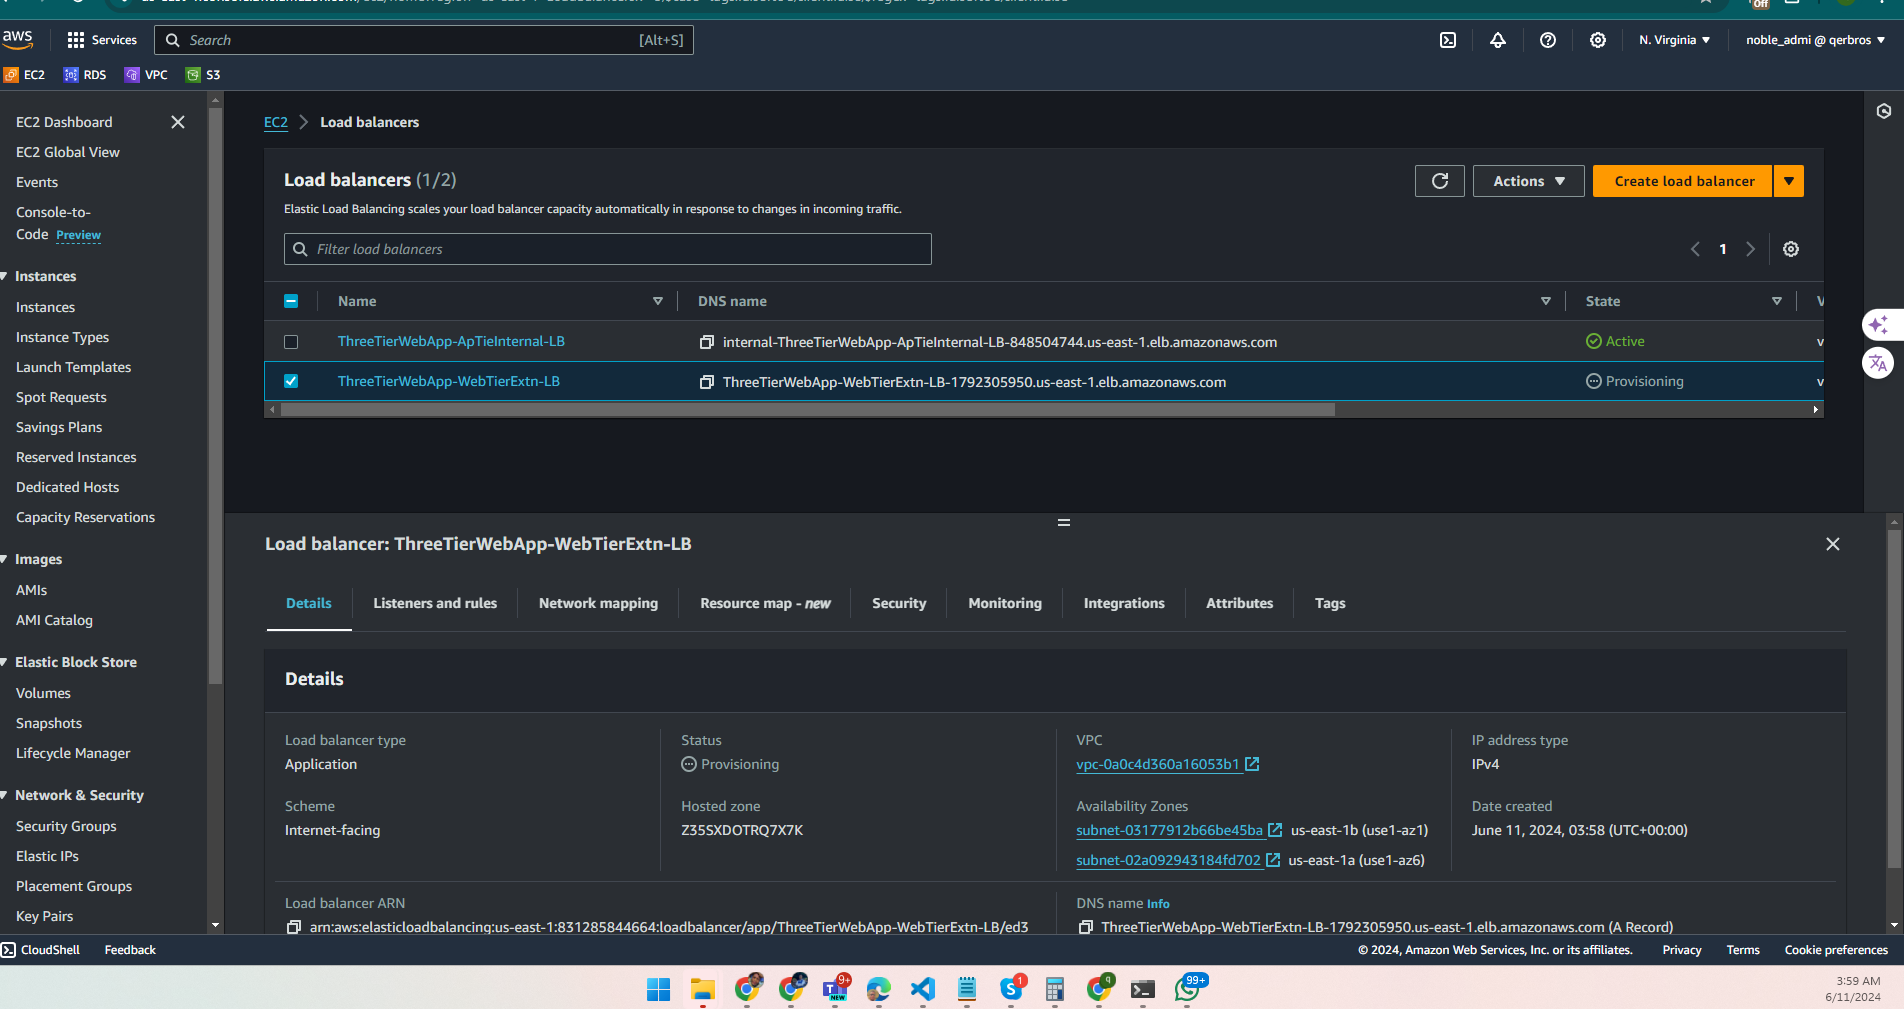 aws
Services
Search
[Alt+S]
N. Virginia
noble_admi @ qerbros
EC2
RDS
VPC
S3
EC2 Dashboard
EC2 Global View
Events
Console-to-
Code Preview
Instances
Instances
Instance Types
Launch Templates
Spot Requests
Savings Plans
Reserved Instances
Dedicated Hosts
Capacity Reservations
Images
AMIs
AMI Catalog
Elastic Block Store
Volumes
Snapshots
Lifecycle Manager
Network & Security
Security Groups
Elastic IPs
Placement Groups
Key Pairs
EC2 > Load balancers
Load balancers (1/2)
Elastic Load Balancing scales your load balancer capacity automatically in response to changes in incoming traffic.
Actions
Create load balancer
Filter load balancers
1
Name DNS name State V
ThreeTierWebApp-ApTieInternal-LB internal-ThreeTierWebApp-ApTieInternal-LB-848504744.us-east-1.elb.amazonaws.com Active v
ThreeTierWebApp-WebTierExtn-LB ThreeTierWebApp-WebTierExtn-LB-1792305950.us-east-1.elb.amazonaws.com Provisioning v
Load balancer: ThreeTierWebApp-WebTierExtn-LB
Details Listeners and rules Network mapping Resource map - new Security Monitoring Integrations Attributes Tags
Details
Load balancer type
Application
Status
Provisioning
VPC
vpc-0a0c4d360a16053b1
IP address type
IPv4
Scheme
Internet-facing
Hosted zone
Z35SXDOTRQ7X7K
Availability Zones
subnet-03177912b66be45ba us-east-1b (use1-az1)
subnet-02a092943184fd702 us-east-1a (use1-az6)
Date created
June 11, 2024, 03:58 (UTC+00:00)
Load balancer ARN
arn:aws:elasticloadbalancing:us-east-1:831285844664:loadbalancer/app/ThreeTierWebApp-WebTierExtn-LB/ed3
DNS name Info
ThreeTierWebApp-WebTierExtn-LB-1792305950.us-east-1.elb.amazonaws.com (A Record)
CloudShell
Feedback
© 2024, Amazon Web Services, Inc. or its affiliates.
Privacy
Terms
Cookie preferences
Off
9+
NEW
1
q
99+
3:59 AM
6/11/2024